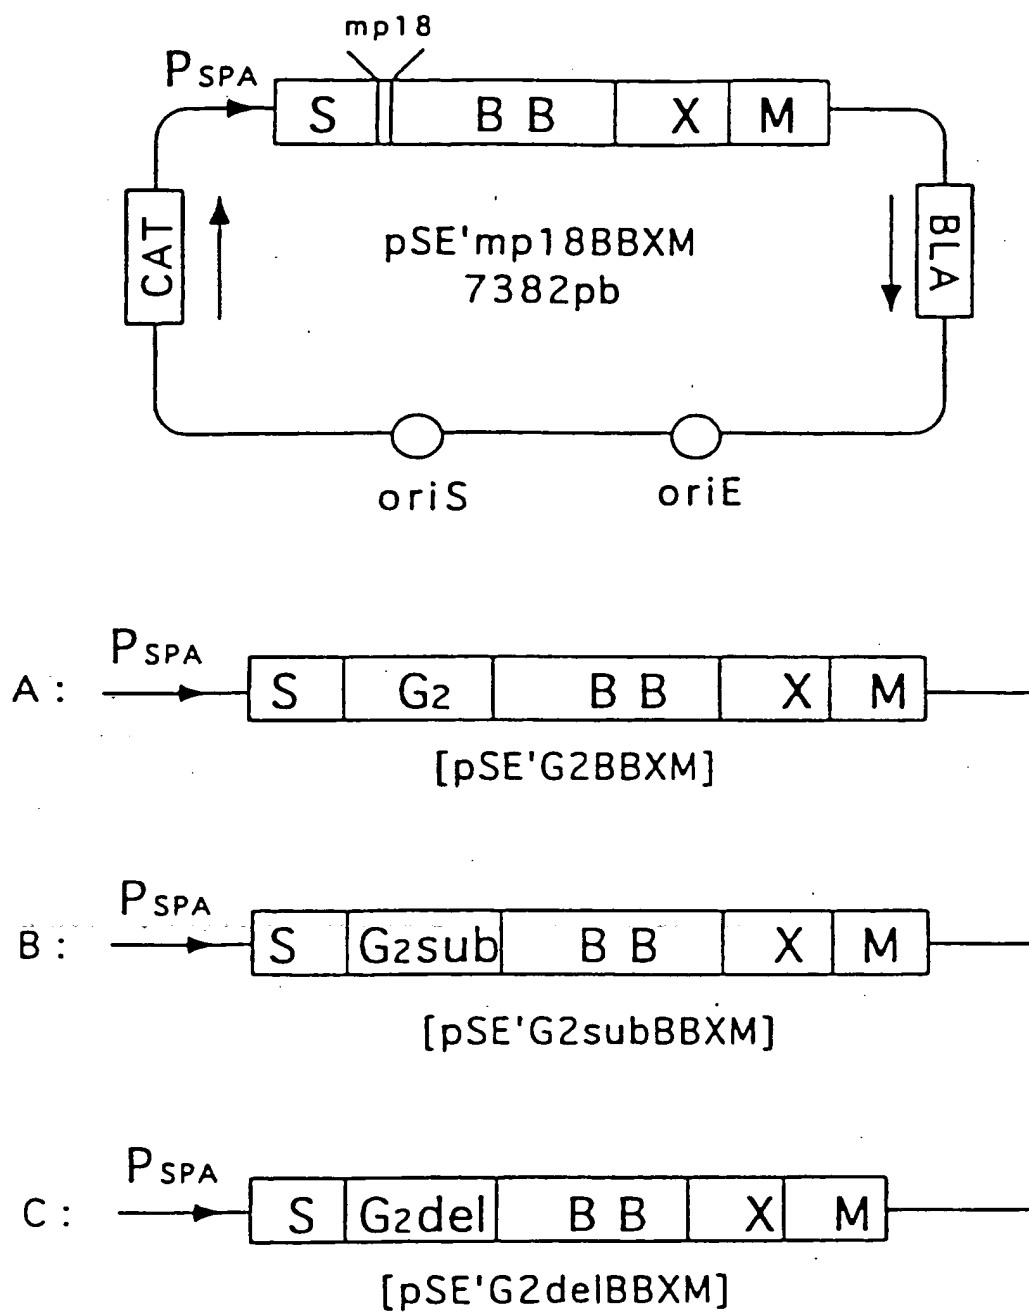 mp18
PSPA
S BB X M
CAT
pSE'mp18BBXM
7382pb
BLA
oriS oriE
PSPA
A: S G2 BB X M
[pSE'G2BBXM]
PSPA
B: S G2sub BB X M
[pSE'G2subBBXM]
PSPA
C: S G2del BB X M
[pSE'G2delBBXM]